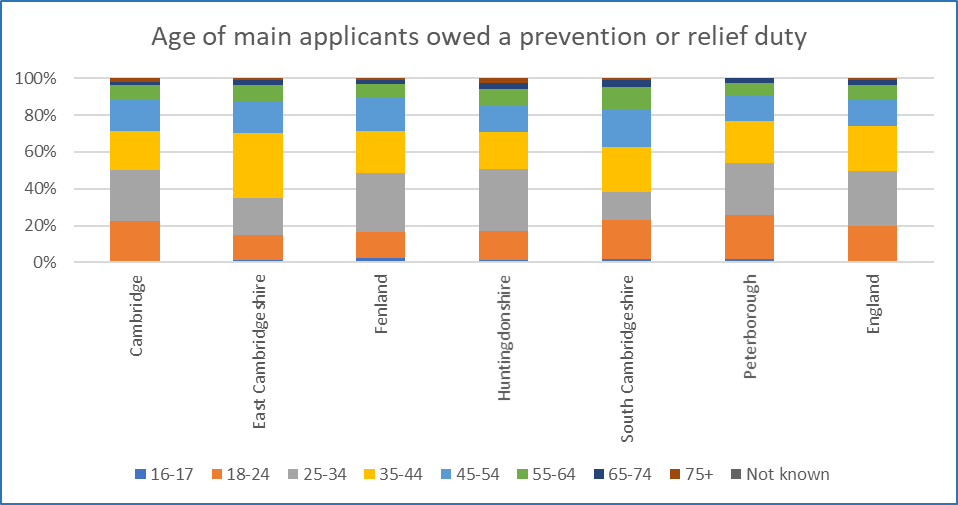 Age of main applicants owed a prevention or relief duty
100%
80%
60%
40%
20%
0%
Cambridge
East Cambridgeshire
Fenland
Huntingdonshire
South Cambridgeshire
Peterborough
England
16-17 18-24 25-34 35-44 45-54 55-64 65-74 75+ Not known